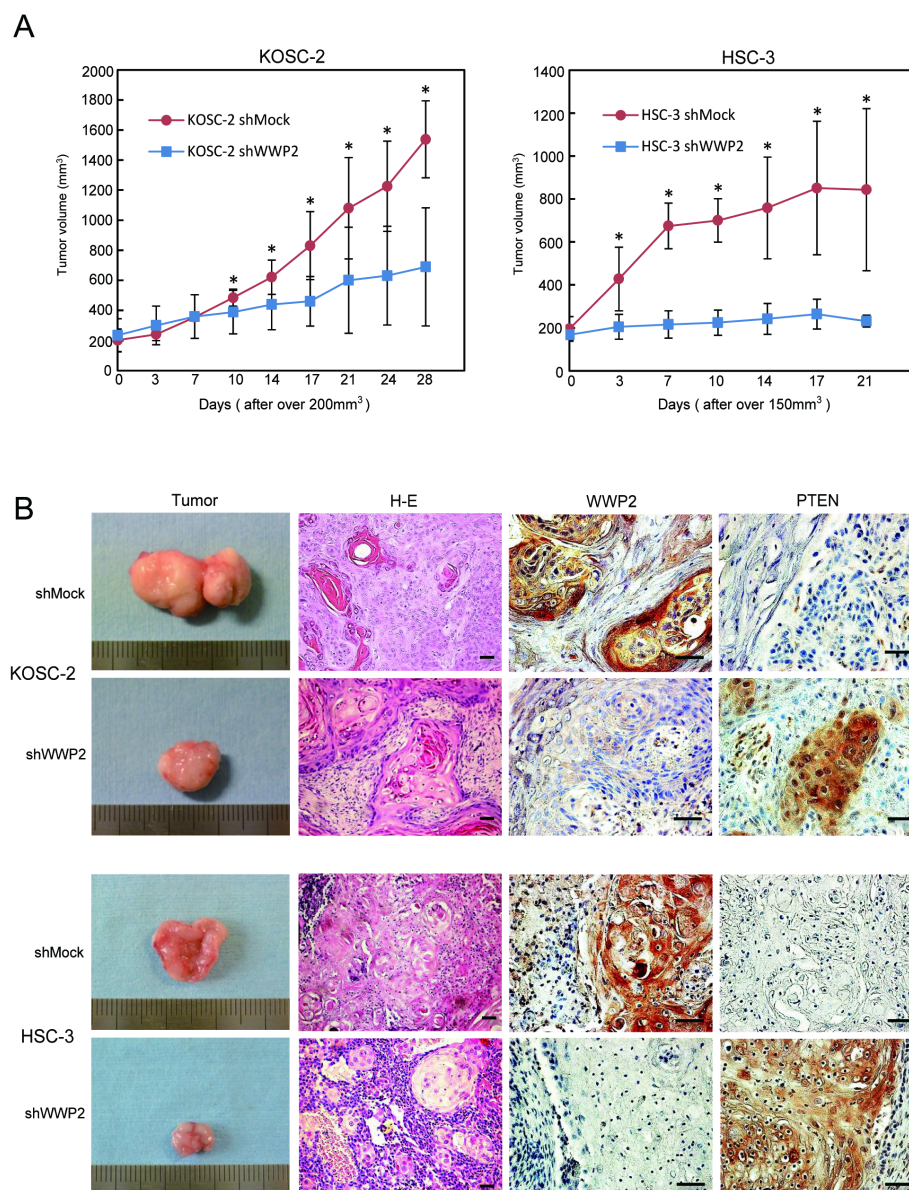 A
KOSC-2
2000
1800
1600
1400
1200
1000
800
600
400
200
0
Tumor volume (mm3)
KOSC-2 shMock
KOSC-2 shWWP2
*
*
*
*
*
*
*
0
3
7
10
14
17
21
24
28
Days ( after over 200mm3 )
HSC-3
1400
1200
1000
800
600
400
200
0
Tumor volume (mm3)
HSC-3 shMock
HSC-3 shWWP2
*
*
*
*
*
*
0
3
7
10
14
17
21
Days ( after over 150mm3 )
B
Tumor
H-E
WWP2
PTEN
shMock
KOSC-2
shWWP2
shMock
HSC-3
shWWP2